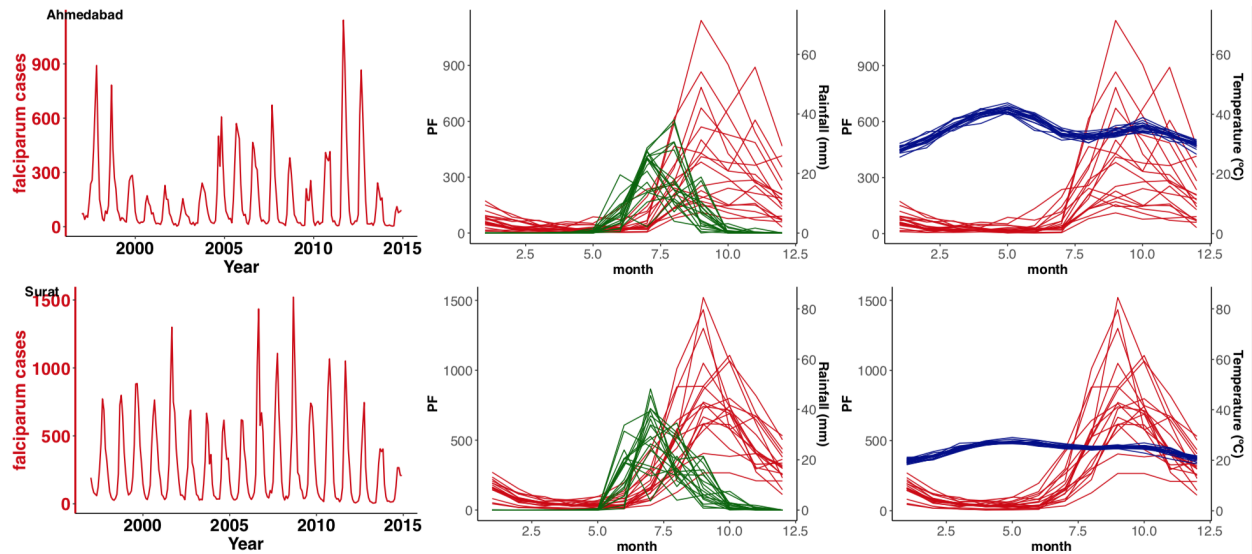 Ahmedabad
falciparum cases
900
600
300
0
2000 2005 2010 2015
Year
PF
900
600
300
0
2.5 5.0 7.5 10.0 12.5
month
60
40
20
0
Rainfall (mm)
PF
900
600
300
0
2.5 5.0 7.5 10.0 12.5
month
60
40
20
0
Temperature (ºC)
Surat
falciparum cases
1500
1000
500
0
2000 2005 2010 2015
Year
PF
1500
1000
500
0
2.5 5.0 7.5 10.0 12.5
month
80
60
40
20
0
Rainfall (mm)
PF
1500
1000
500
0
2.5 5.0 7.5 10.0 12.5
month
80
60
40
20
0
Temperature (ºC)